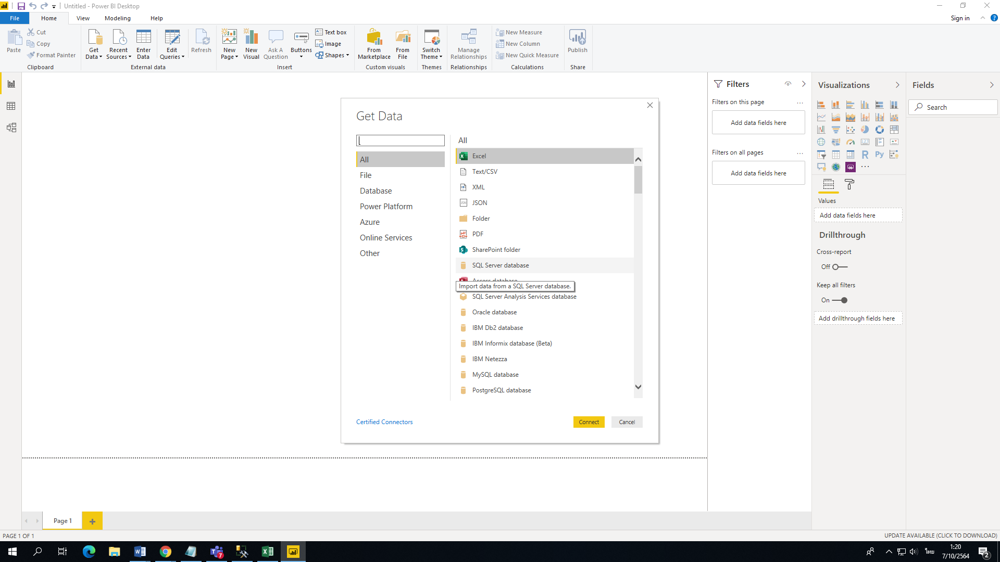 Untitled - Power BI Desktop
File
Home
View
Modeling
Help
Sign in
Paste
Cut
Copy
Format Painter
Clipboard
Get Data
Recent Sources
Enter Data
Edit Queries
Refresh
External data
New Page
New Visual
Ask A Question
Buttons
Text box
Image
Shapes
Insert
From Marketplace
From File
Custom visuals
Switch Theme
Themes
Manage Relationships
Relationships
New Measure
New Column
New Quick Measure
Calculations
Publish
Share
Get Data
All
File
Database
Power Platform
Azure
Online Services
Other
All
Excel
Text/CSV
XML
JSON
Folder
PDF
SharePoint folder
SQL Server database
Access database
Import data from a SQL Server database.
SQL Server Analysis Services database
Oracle database
IBM Db2 database
IBM Informix database (Beta)
IBM Netezza
MySQL database
PostgreSQL database
Certified Connectors
Connect
Cancel
Filters
Filters on this page
...
Add data fields here
Filters on all pages
...
Add data fields here
Visualizations
R
Py
123
...
Values
Add data fields here
Drillthrough
Cross-report
Off
Keep all filters
On
Add drillthrough fields here
Fields
Search
Page 1
PAGE 1 OF 1
UPDATE AVAILABLE (CLICK TO DOWNLOAD)
7
ไทย
1:20
7/10/2564
2